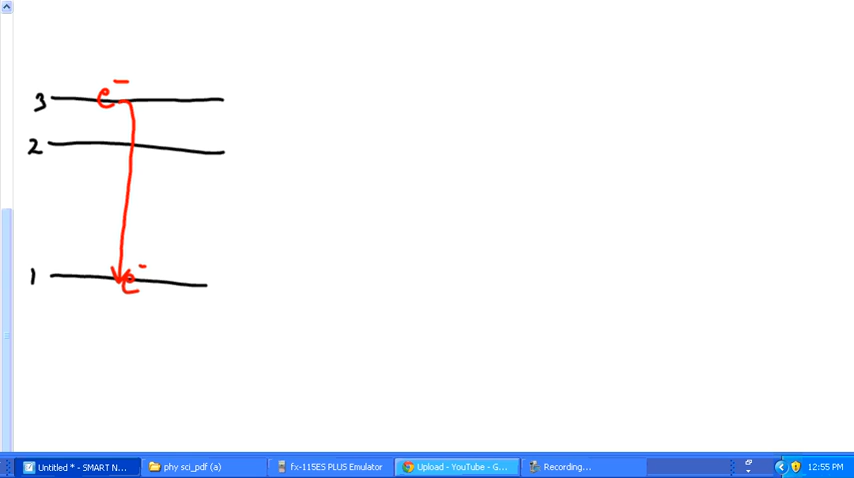 3 e⁻
2
1 e⁻
Untitled * - SMART N...
phy sci_pdf (a)
fx-115ES PLUS Emulator
Upload - YouTube - G...
Recording...
12:55 PM